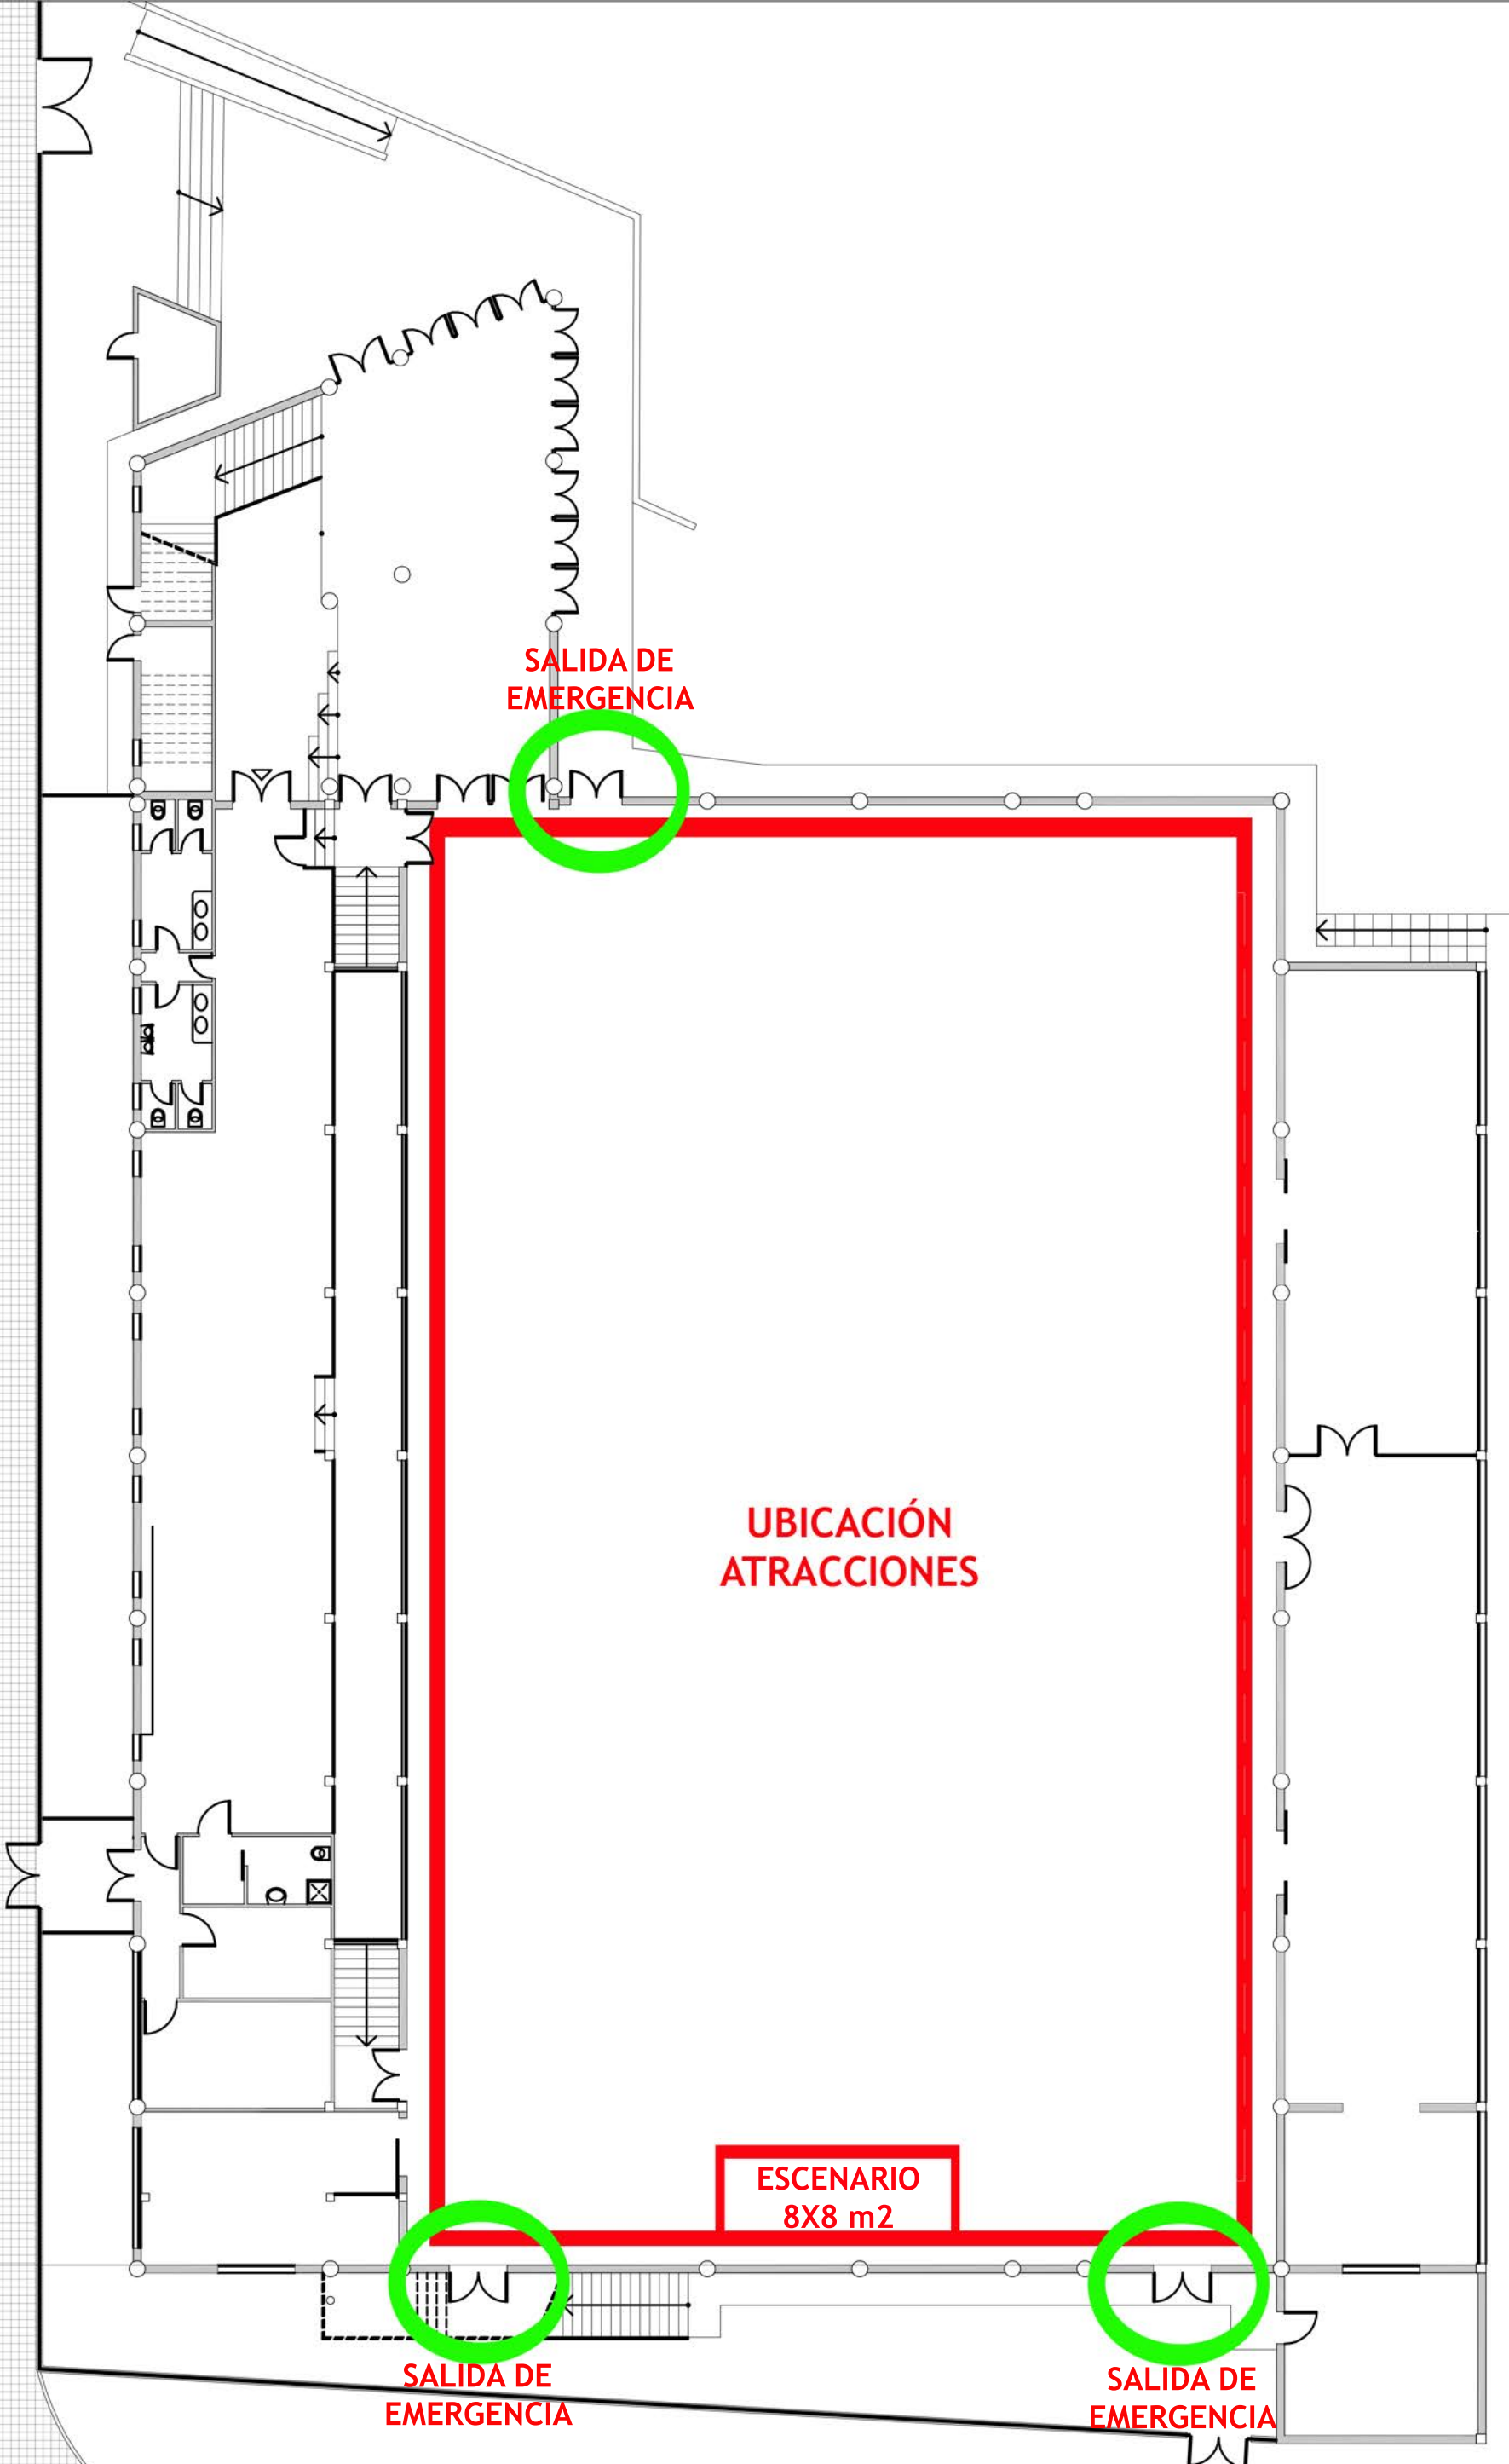 SALIDA DE
EMERGENCIA
UBICACIÓN
ATRACCIONES
ESCENARIO
8X8 m2
SALIDA DE
EMERGENCIA
SALIDA DE
EMERGENCIA